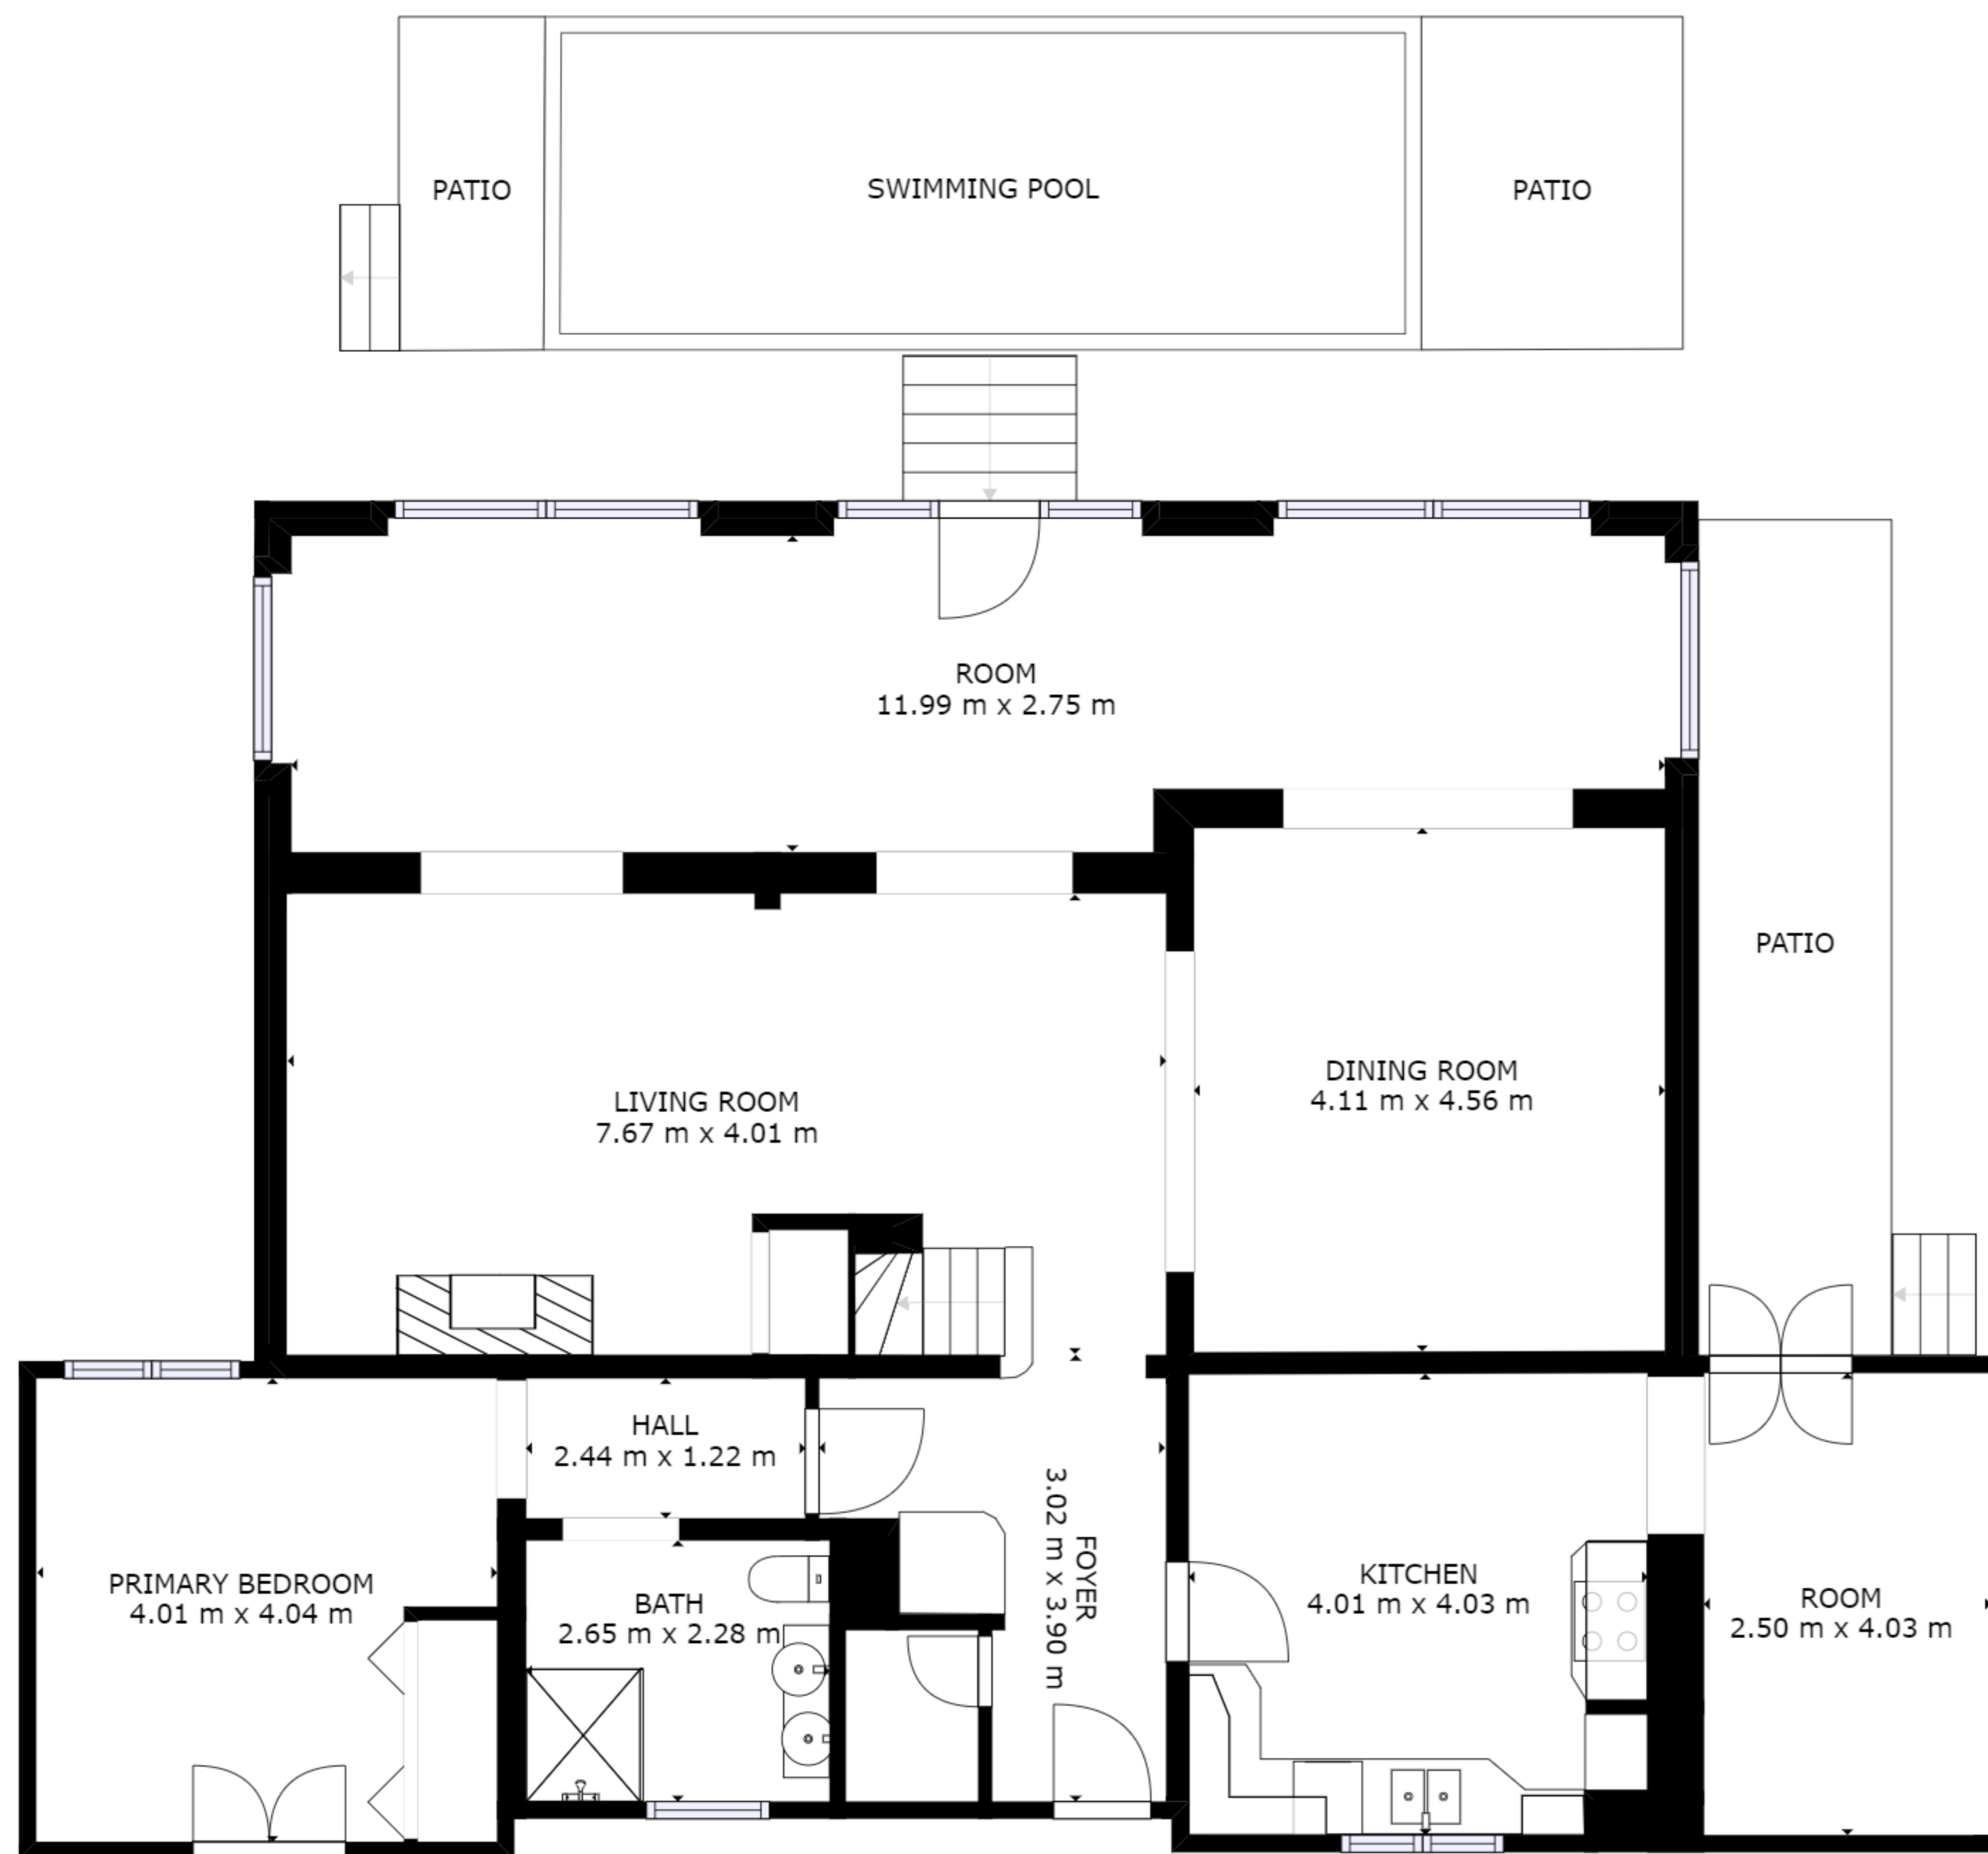 PATIO
SWIMMING POOL
PATIO
ROOM
11.99 m x 2.75 m
PATIO
LIVING ROOM
7.67 m x 4.01 m
DINING ROOM
4.11 m x 4.56 m
HALL
2.44 m x 1.22 m
PRIMARY BEDROOM
4.01 m x 4.04 m
BATH
2.65 m x 2.28 m
FOYER
3.02 m x 3.90 m
KITCHEN
4.01 m x 4.03 m
ROOM
2.50 m x 4.03 m